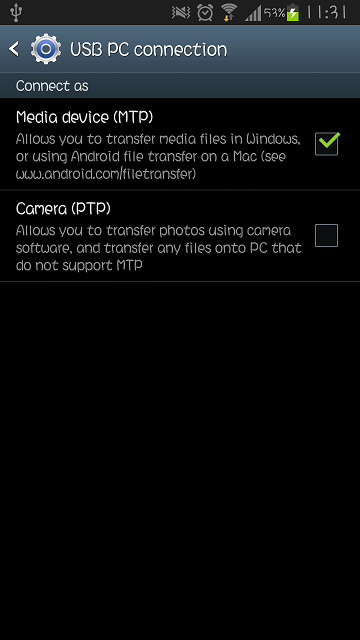 53% 11:31
USB PC connection
Connect as
Media device (MTP)
Allows you to transfer media files in Windows,
or using Android file transfer on a Mac (see
www.android.com/filetransfer)
Camera (PTP)
Allows you to transfer photos using camera
software, and transfer any files onto PC that
do not support MTP